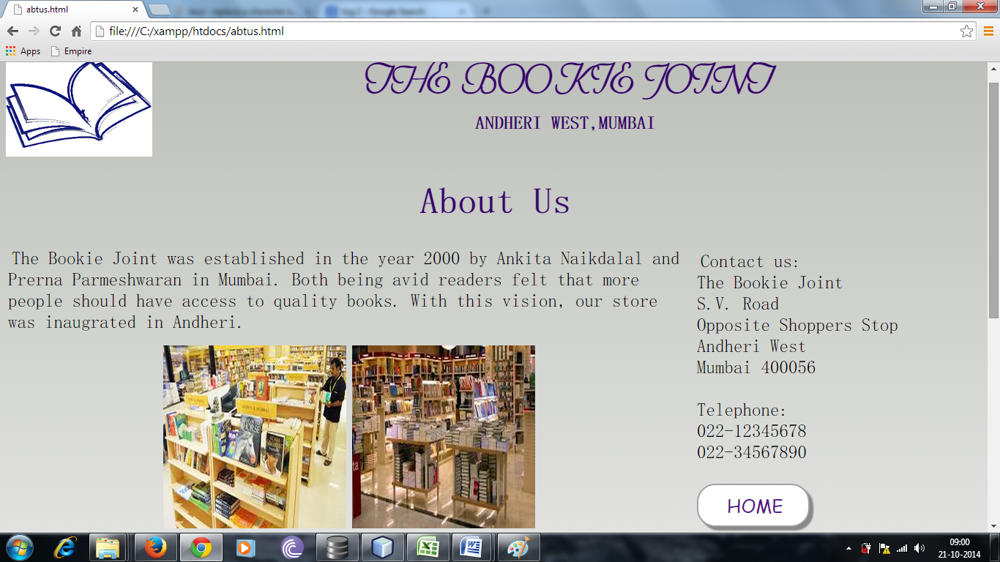 abtus.html
file:///C:/xampp/htdocs/abtus.html
Apps Empire
THE BOOKIE JOINT
ANDHERI WEST,MUMBAI
About Us
The Bookie Joint was established in the year 2000 by Ankita Naikdalal and
Prerna Parmeshwaran in Mumbai. Both being avid readers felt that more
people should have access to quality books. With this vision, our store
was inaugrated in Andheri.
Contact us:
The Bookie Joint
S.V. Road
Opposite Shoppers Stop
Andheri West
Mumbai 400056
Telephone:
022-12345678
022-34567890
HOME
09:00
21-10-2014